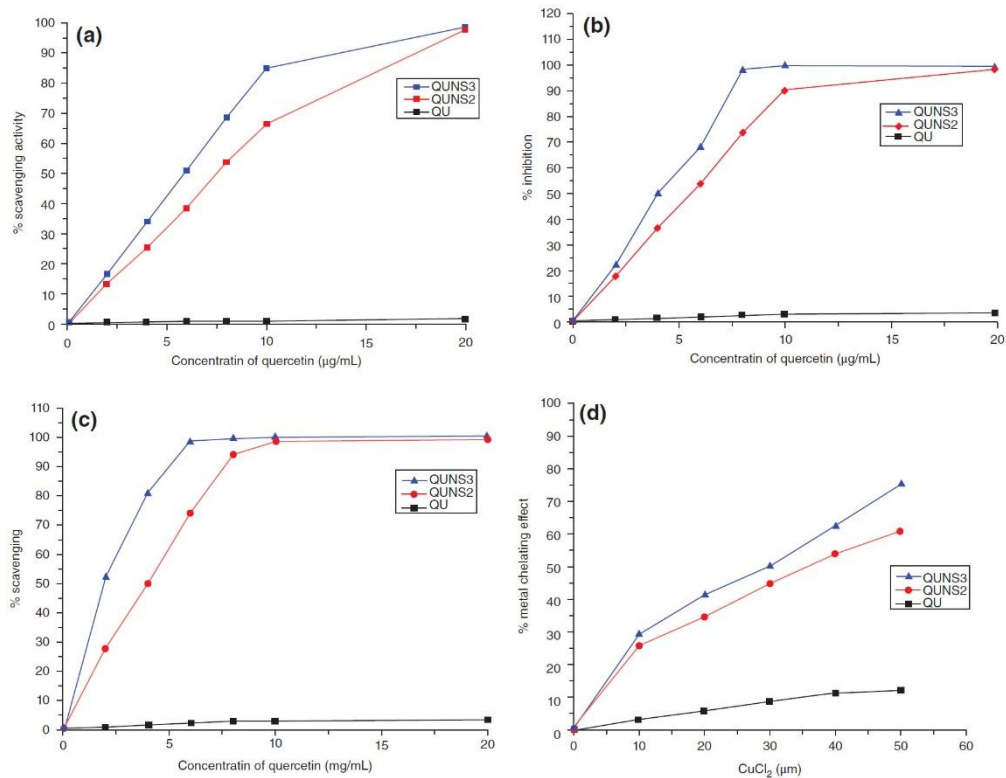 (a)
100
90
80
70
60
50
40
30
20
10
0
% scavenging activity
0 5 10 15 20
Concentratin of quercetin (µg/mL)
QUNS3
QUNS2
QU
(b)
120
110
100
90
80
70
60
50
40
30
20
10
0
% inhibition
0 5 10 15 20
Concentratin of quercetin (µg/mL)
QUNS3
QUNS2
QU
(c)
110
100
90
80
70
60
50
40
30
20
10
0
% scavenging
0 5 10 15 20
Concentratin of quercetin (mg/mL)
QUNS3
QUNS2
QU
(d)
100
90
80
70
60
50
40
30
20
10
0
% metal chelating effect
0 10 20 30 40 50 60
CuCl₂ (µm)
QUNS3
QUNS2
QU